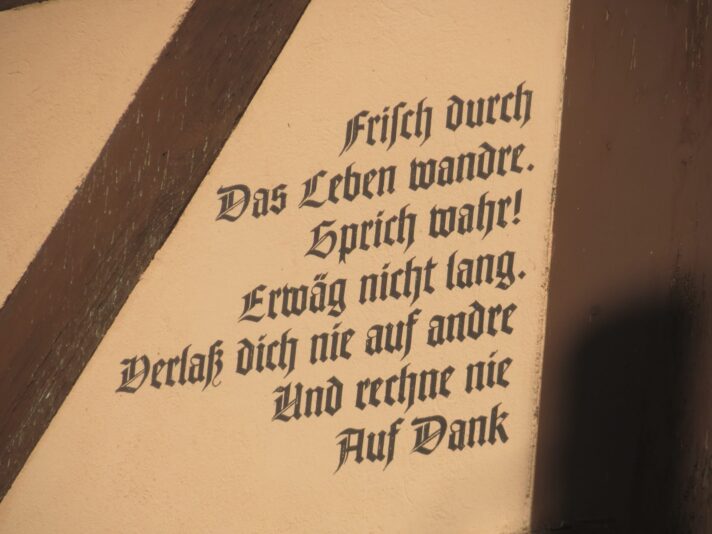 Frisch durch
Das Leben wandre.
Sprich wahr!
Erwäg nicht lang.
Verlaß dich nie auf andre
Und rechne nie
Auf Dank